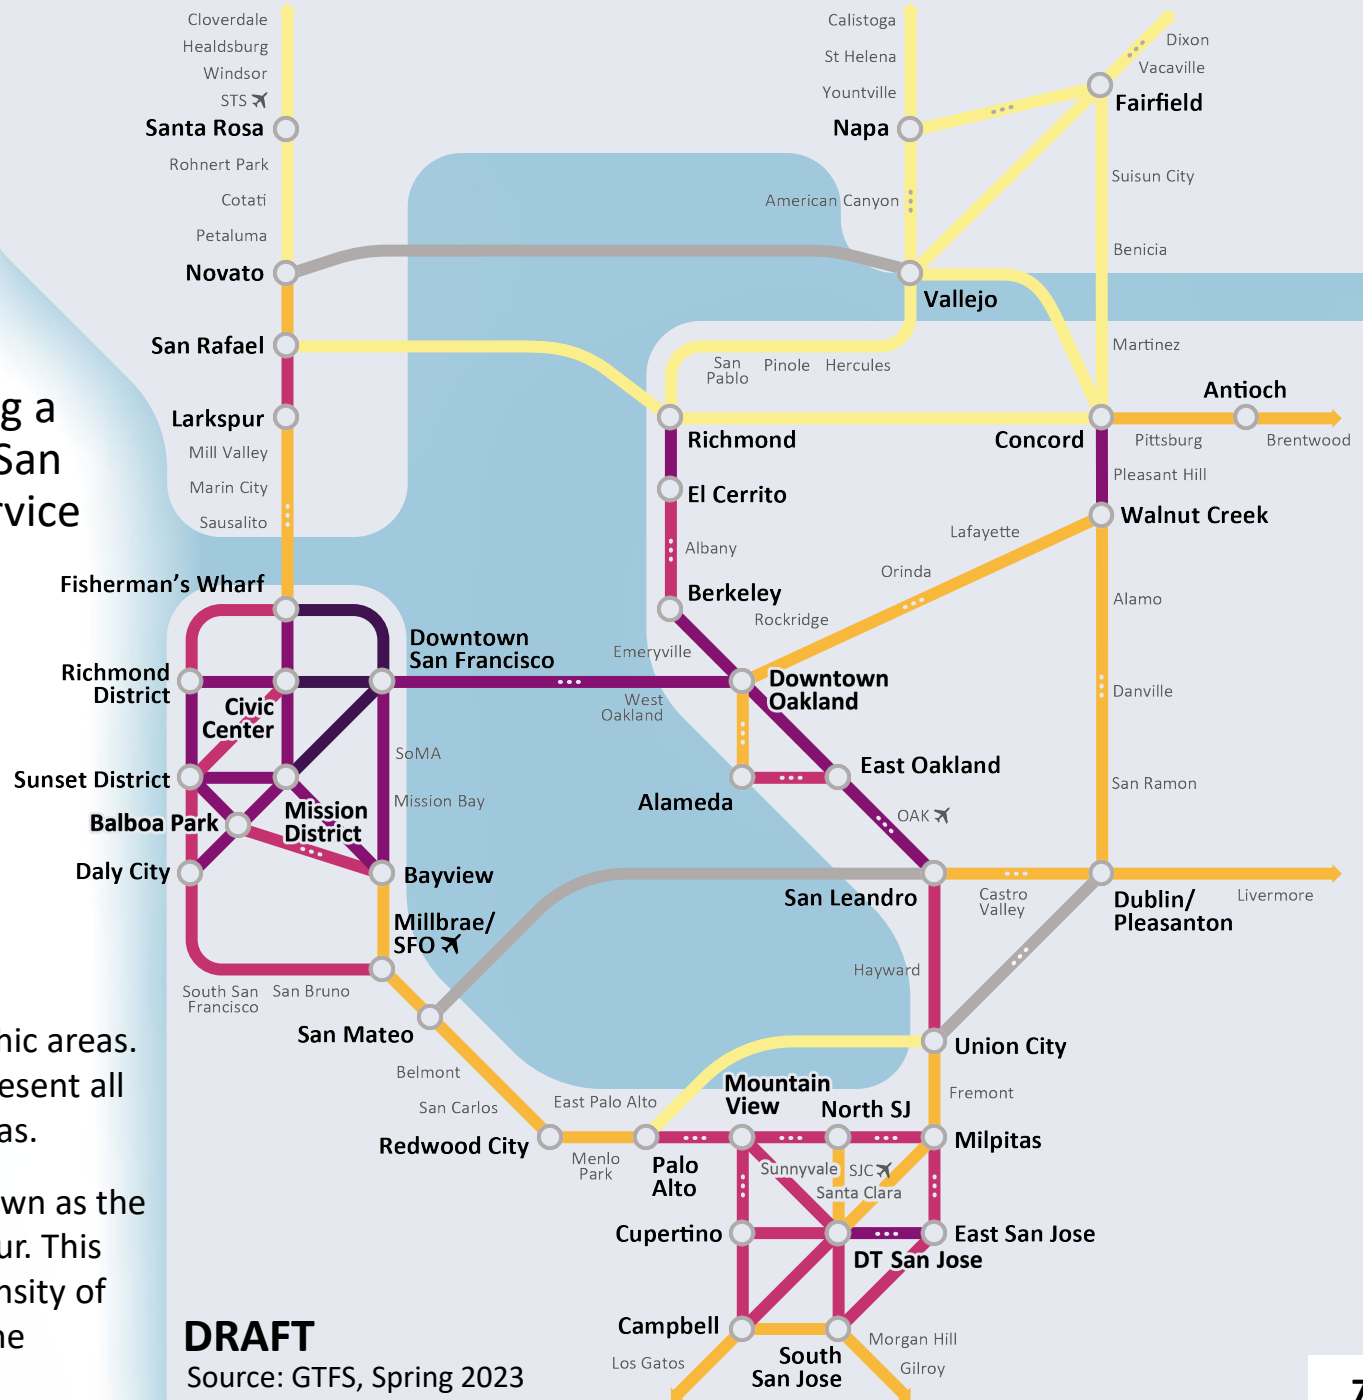 Cloverdale
Healdsburg
Windsor
STS
Santa Rosa
Rohnert Park
Cotati
Petaluma
Novato
San Rafael
Larkspur
Mill Valley
Marin City
Sausalito
Fisherman's Wharf
Calistoga
St Helena
Yountville
Napa
American Canyon
Vallejo
Dixon
Vacaville
Fairfield
Suisun City
Benicia
Martinez
San
Pablo
Pinole
Hercules
Antioch
Richmond
Concord
Pittsburg
Brentwood
Pleasant Hill
El Cerrito
Walnut Creek
Albany
Lafayette
Orinda
Berkeley
Rockridge
Emeryville
Alamo
Danville
San Ramon
g a
San
rvice
Downtown
San Francisco
Richmond
District
Civic
Center
West
Oakland
Downtown
Oakland
SoMA
Sunset District
Mission Bay
Mission
District
Balboa Park
Daly City
Bayview
Alameda
East Oakland
OAK
San Leandro
Castro
Valley
Dublin/
Pleasanton
Livermore
Millbrae/
SFO
South San
Francisco
San Bruno
San Mateo
Hayward
Union City
Belmont
San Carlos
Redwood City
East Palo Alto
Menlo
Park
Palo
Alto
Mountain
View
North SJ
Fremont
Milpitas
Sunnyvale
SJC
Santa Clara
Cupertino
East San Jose
DT San Jose
Campbell
Los Gatos
South
San Jose
Morgan Hill
Gilroy
hic areas.
resent all
as.
wn as the
ur. This
nsity of
he
DRAFT
Source: GTFS, Spring 2023